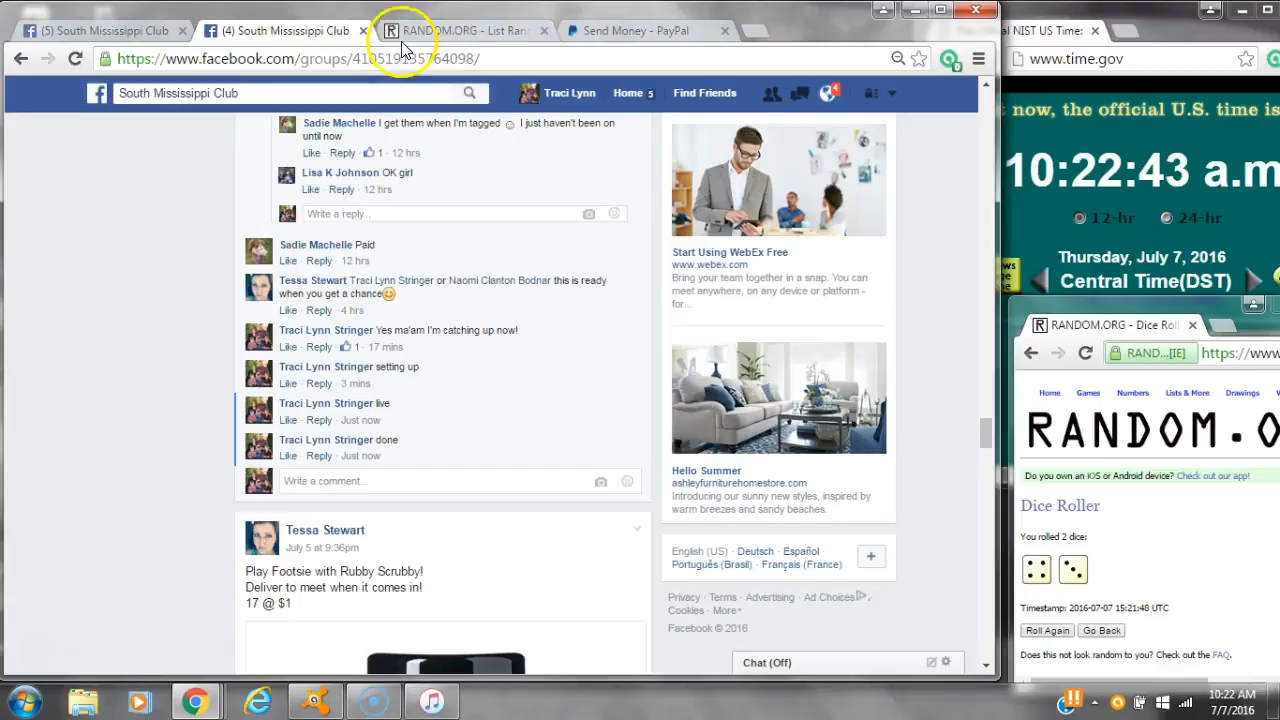 (5) South Mississippi Club
(4) South Mississippi Club
RANDOM.ORG - List Ran
Send Money - PayPal
https://www.facebook.com/groups/
South Mississippi Club
Traci Lynn
Home 5
Find Friends
4
Sadie Machelle I get them when I'm tagged I just haven't been on
until now
Like · Reply · 1 · 12 hrs
Lisa K Johnson OK girl
Like · Reply · 12 hrs
Write a reply...
Sadie Machelle Paid
Like · Reply · 12 hrs
Tessa Stewart Traci Lynn Stringer or Naomi Clanton Bodnar this is ready
when you get a chance
Like · Reply · 4 hrs
Traci Lynn Stringer Yes ma'am I'm catching up now!
Like · Reply · 1 · 17 mins
Traci Lynn Stringer setting up
Like · Reply · 3 mins
Traci Lynn Stringer live
Like · Reply · Just now
Traci Lynn Stringer done
Like · Reply · Just now
Write a comment...
Tessa Stewart
July 5 at 9:36pm
Play Footsie with Rubby Scrubby!
Deliver to meet when it comes in!
17 @ $1
Start Using WebEx Free
www.webex.com
Bring your team together in a snap. You can
meet anywhere, on any device or platform -
for...
Hello Summer
ashleyfurniturehomestore.com
Introducing our sunny new styles, inspired by
warm breezes and sandy beaches.
English (US) · Deutsch · Español ·
Português (Brasil) · Français (France)
Privacy · Terms · Advertising · Ad Choices ·
Cookies · More
Facebook © 2016
Chat (Off)
al NIST US Time:
www.time.gov
t now, the official U.S. time is
10:22:43 a.m
12-hr
24-hr
Thursday, July 7, 2016
Central Time(DST)
RANDOM.ORG - Dice Rol
RAND...[IE]
https://www
Home
Games
Numbers
Lists & More
Drawings
RANDOM.O
Do you own an iOS or Android device? Check out our app!
Dice Roller
You rolled 2 dice:
Timestamp: 2016-07-07 15:21:48 UTC
Roll Again
Go Back
Does this not look random to you? Check out the FAQ.
10:22 AM
7/7/2016